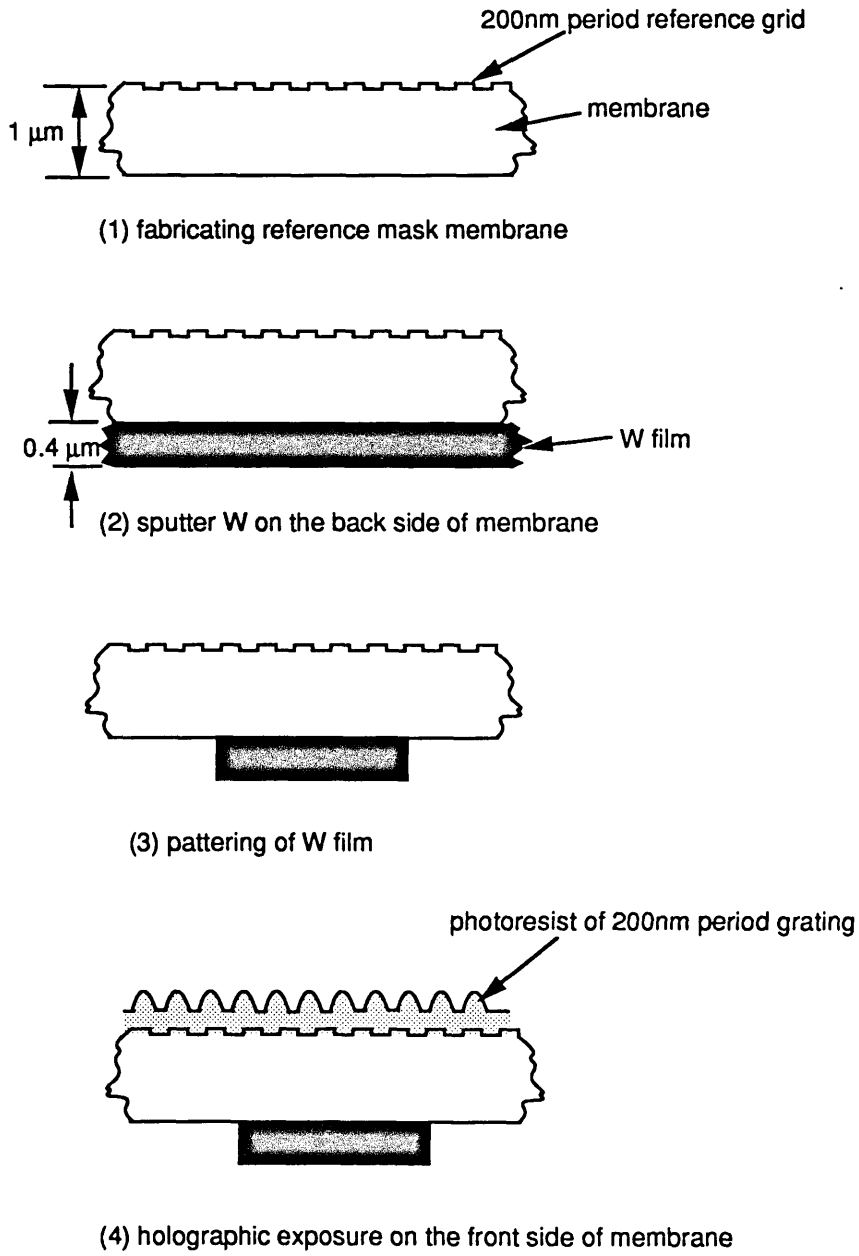 200nm period reference grid
membrane
1 μm
(1) fabricating reference mask membrane
0.4 μm
W film
(2) sputter W on the back side of membrane
(3) pattering of W film
photoresist of 200nm period grating
(4) holographic exposure on the front side of membrane